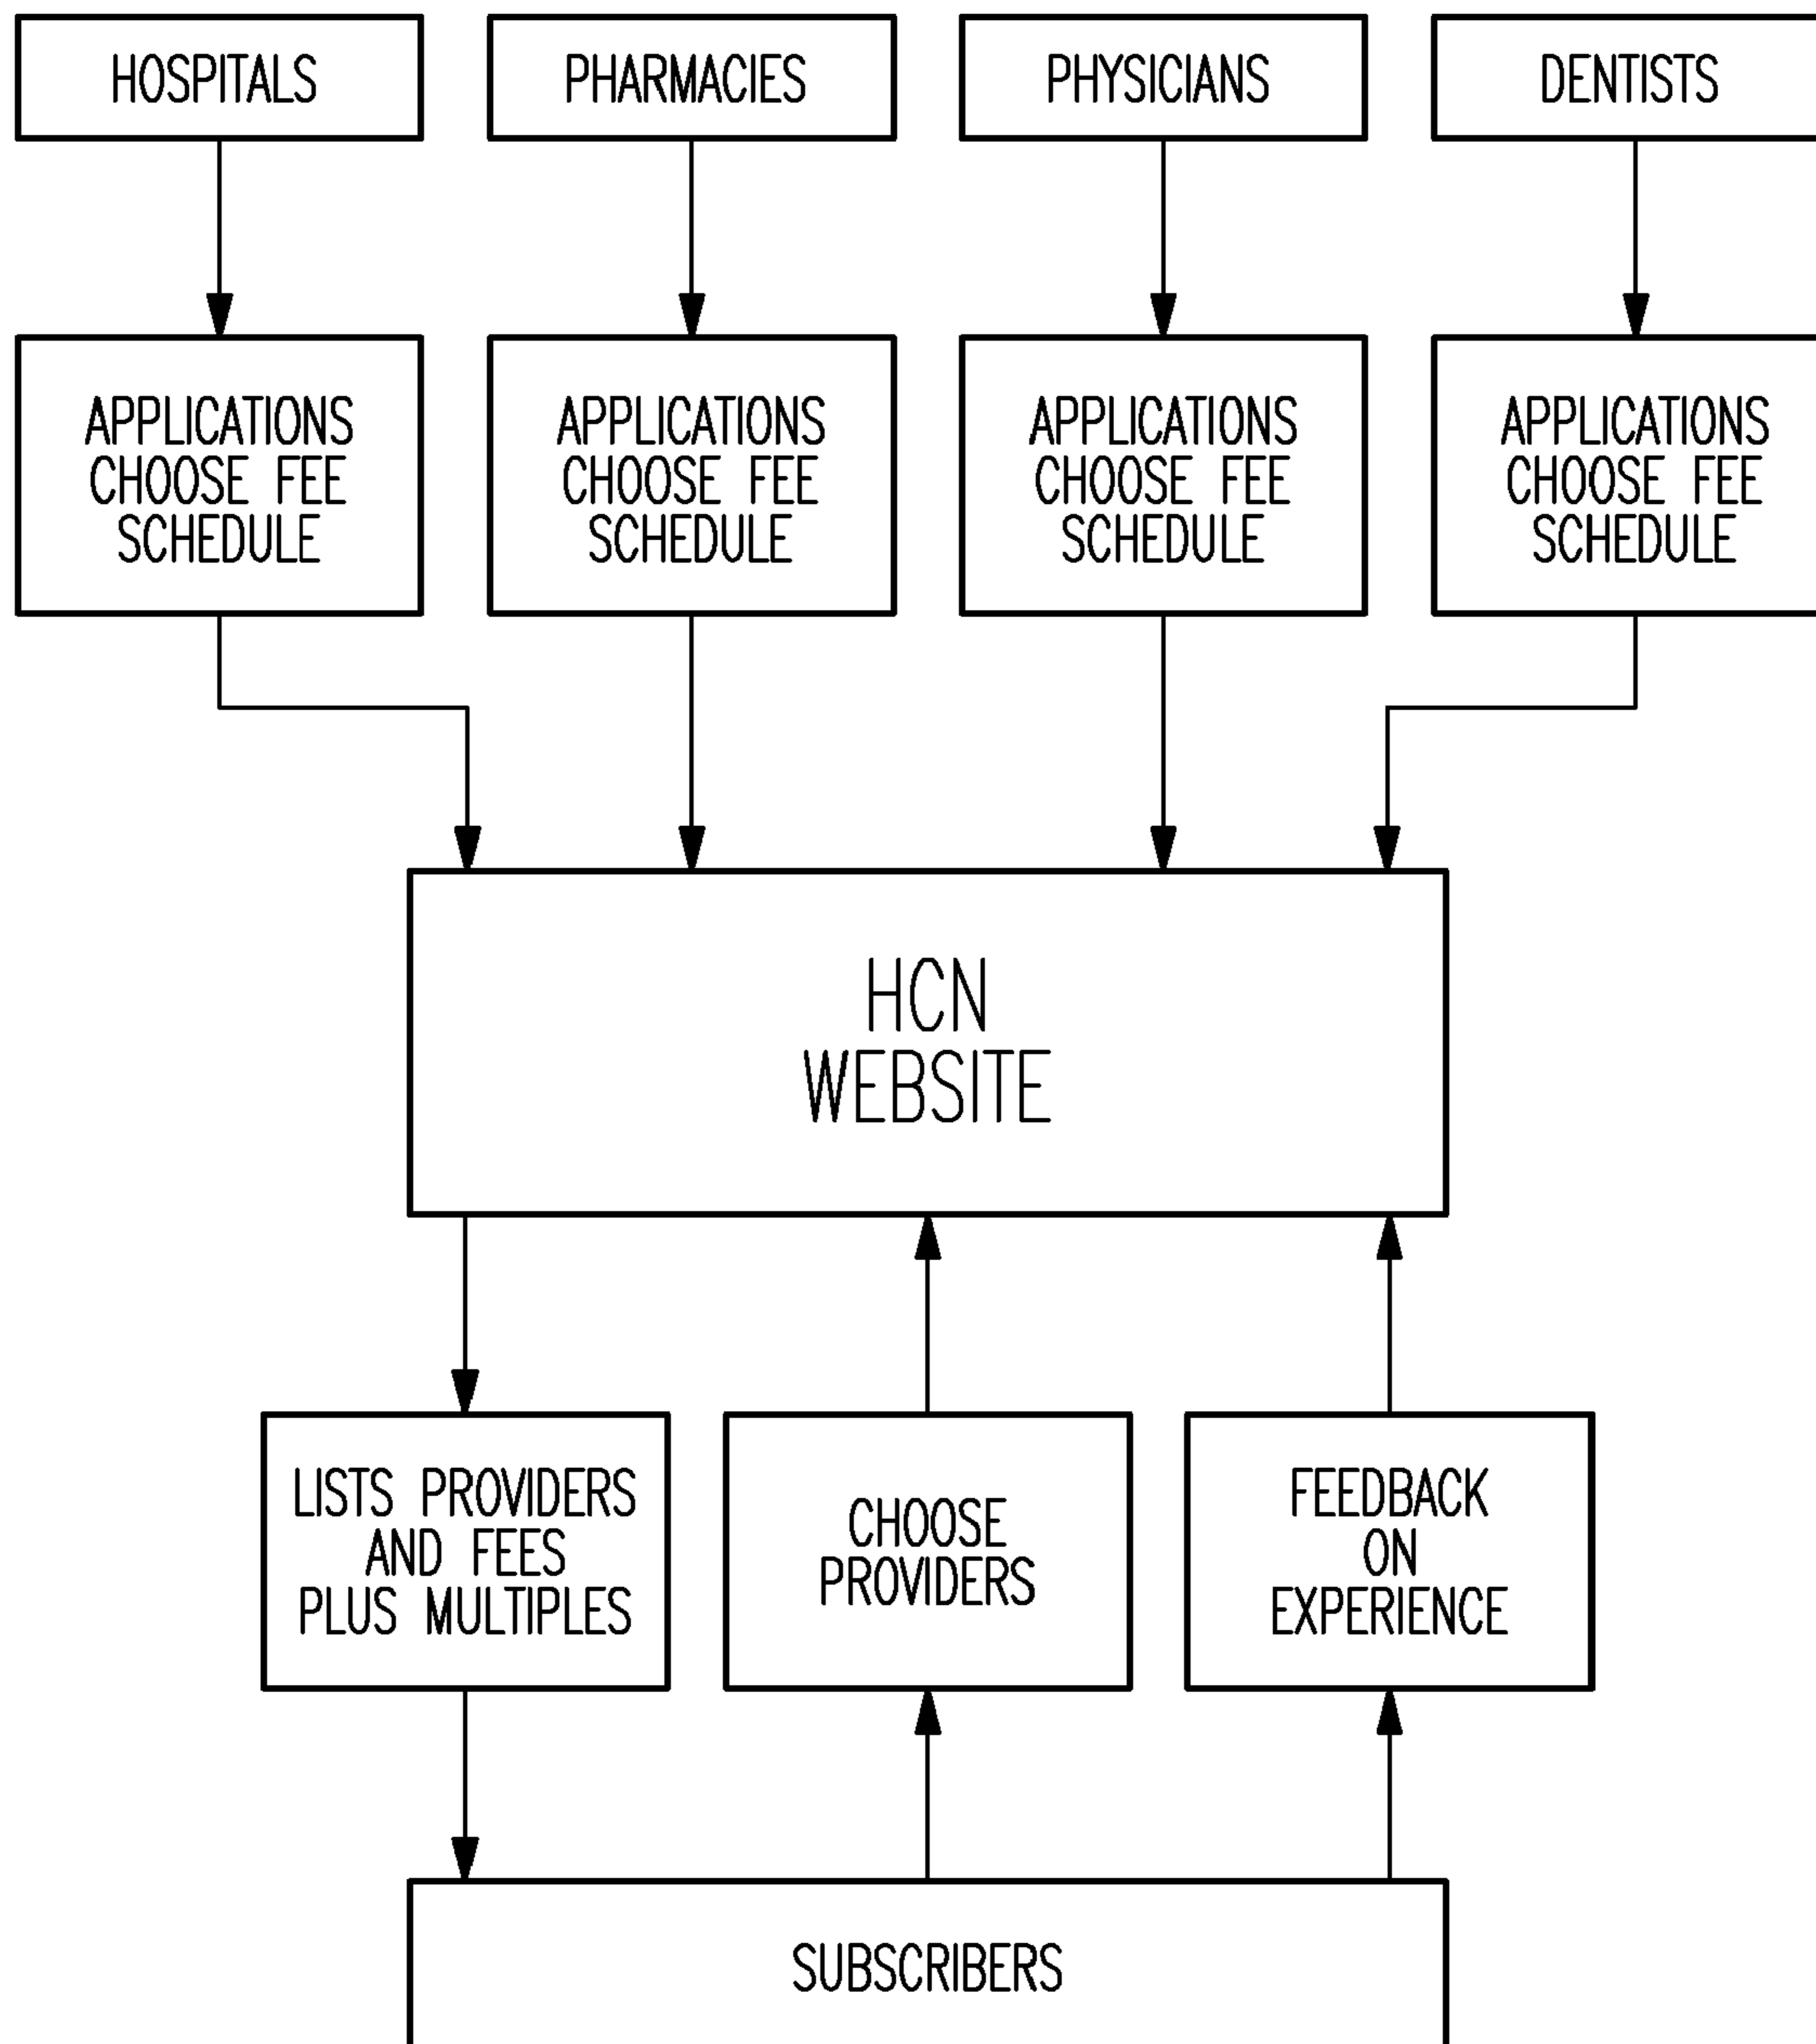 HOSPITALS
PHARMACIES
PHYSICIANS
DENTISTS
APPLICATIONS
CHOOSE FEE
SCHEDULE
APPLICATIONS
CHOOSE FEE
SCHEDULE
APPLICATIONS
CHOOSE FEE
SCHEDULE
APPLICATIONS
CHOOSE FEE
SCHEDULE
HCN
WEBSITE
LISTS PROVIDERS
AND FEES
PLUS MULTIPLES
CHOOSE
PROVIDERS
FEEDBACK
ON
EXPERIENCE
SUBSCRIBERS